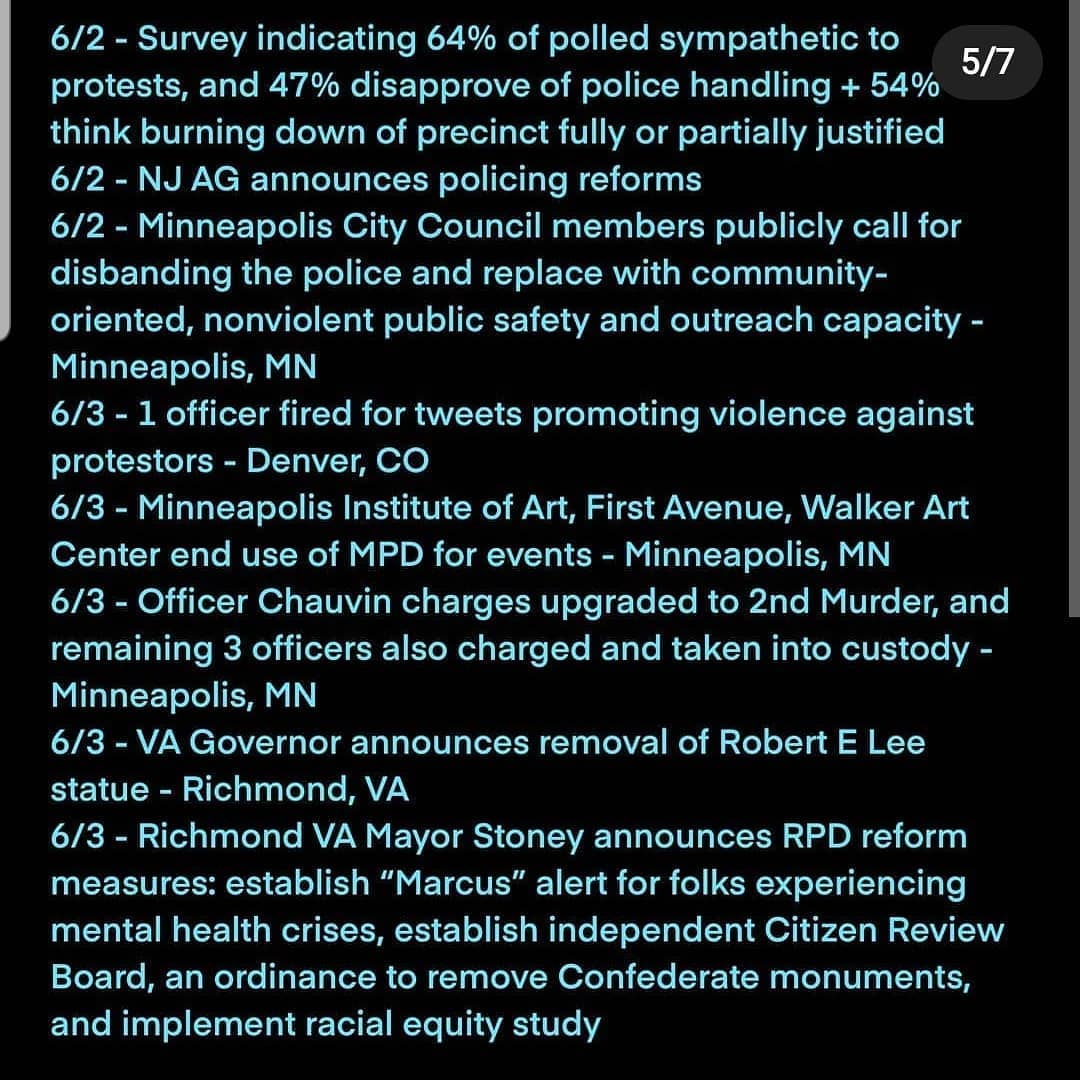 6/2 - Survey indicating 64% of polled sympathetic to
5/7
protests, and 47% disapprove of police handling + 54%
think burning down of precinct fully or partially justified
6/2 - NJ AG announces policing reforms
6/2 - Minneapolis City Council members publicly call for
disbanding the police and replace with community-
oriented, nonviolent public safety and outreach capacity -
Minneapolis, MN
6/3 - 1 officer fired for tweets promoting violence against
protestors - Denver, CO
6/3 - Minneapolis Institute of Art, First Avenue, Walker Art
Center end use of MPD for events - Minneapolis, MN
6/3 - Officer Chauvin charges upgraded to 2nd Murder, and
remaining 3 officers also charged and taken into custody -
Minneapolis, MN
6/3 - VA Governor announces removal of Robert E Lee
statue - Richmond, VA
6/3 - Richmond VA Mayor Stoney announces RPD reform
measures: establish “Marcus” alert for folks experiencing
mental health crises, establish independent Citizen Review
Board, an ordinance to remove Confederate monuments,
and implement racial equity study